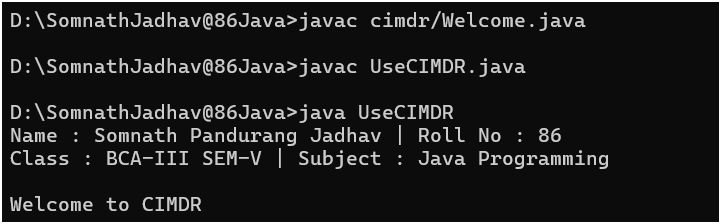 D:\SomnathJadhav@86Java>javac cimdr/Welcome.java
D:\SomnathJadhav@86Java>javac UseCIMDR.java
D:\SomnathJadhav@86Java>java UseCIMDR
Name : Somnath Pandurang Jadhav | Roll No : 86
Class : BCA-III SEM-V | Subject : Java Programming
Welcome to CIMDR